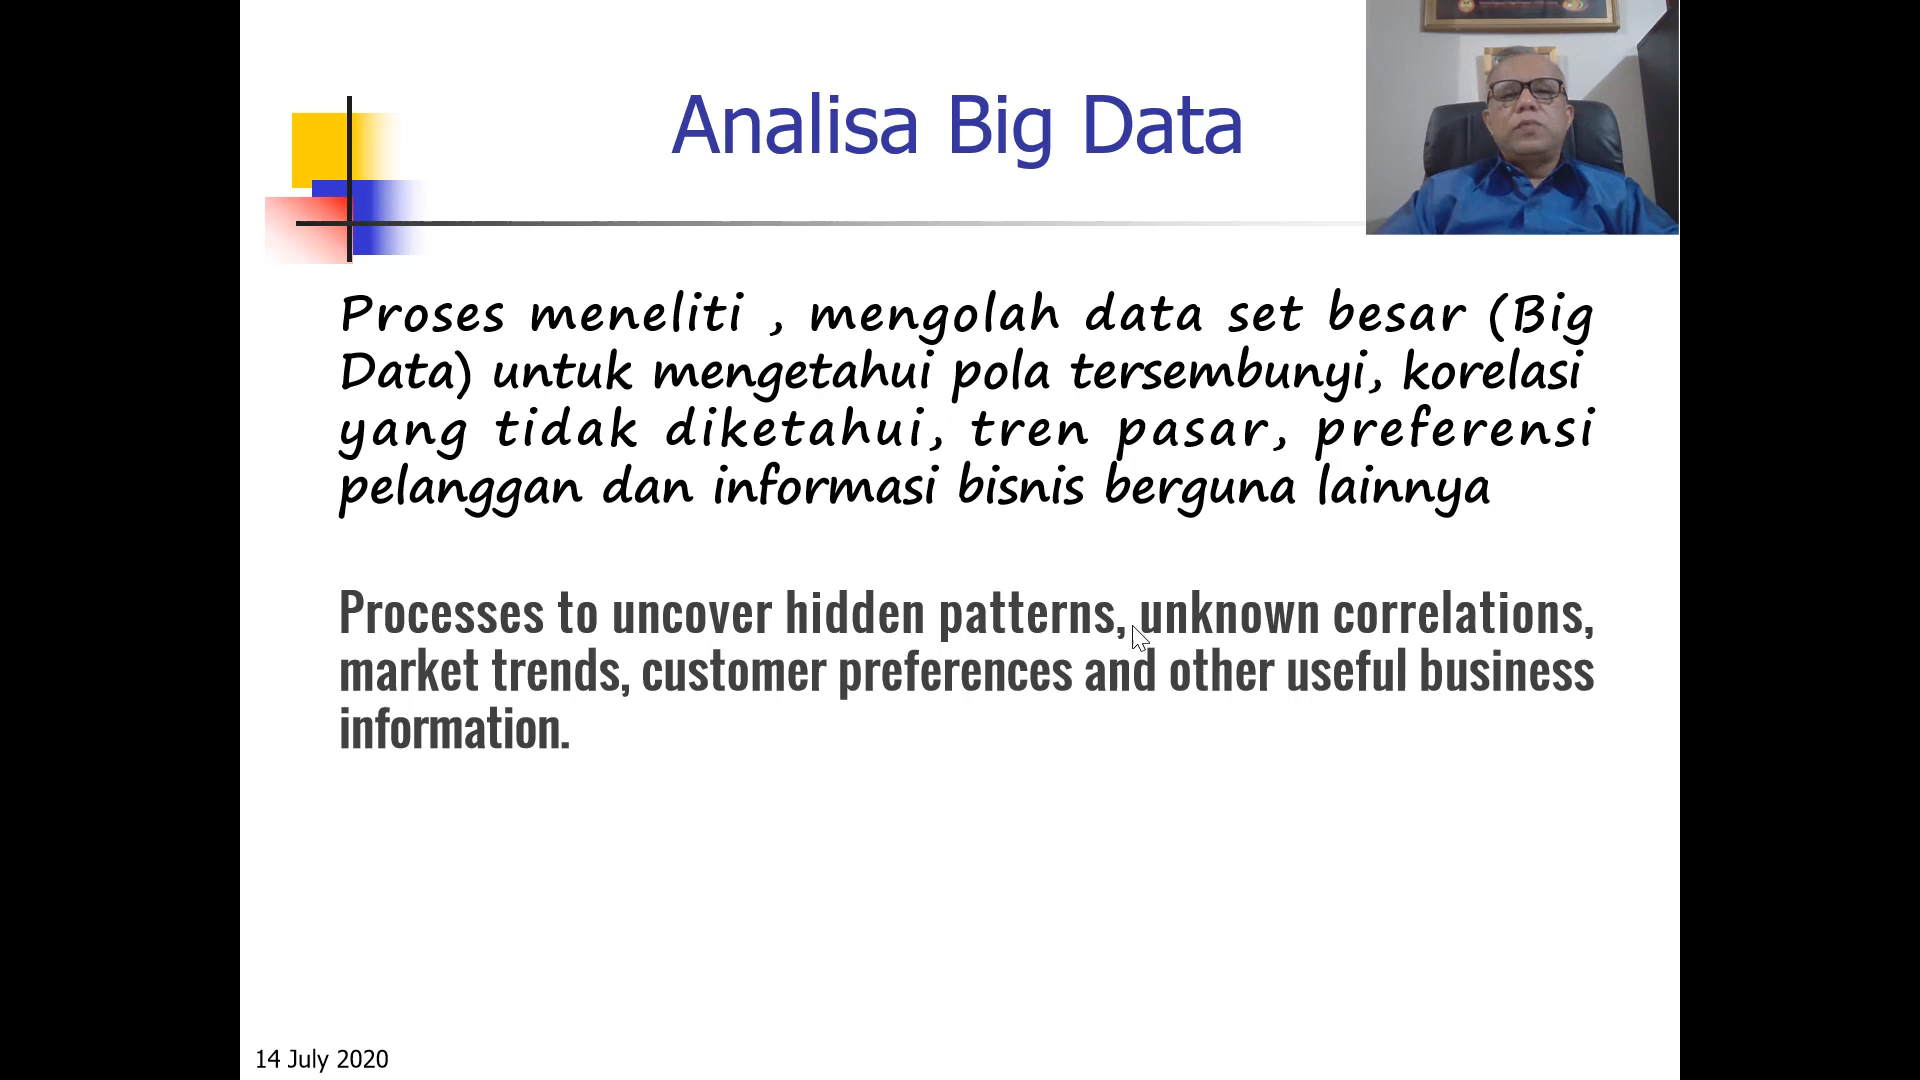 Analisa Big Data
Proses meneliti , mengolah data set besar (Big
Data) untuk mengetahui pola tersembunyi, korelasi
yang tidak diketahui, tren pasar, preferensi
pelanggan dan informasi bisnis berguna lainnya
Processes to uncover hidden patterns, unknown correlations,
market trends, customer preferences and other useful business
information.
14 July 2020